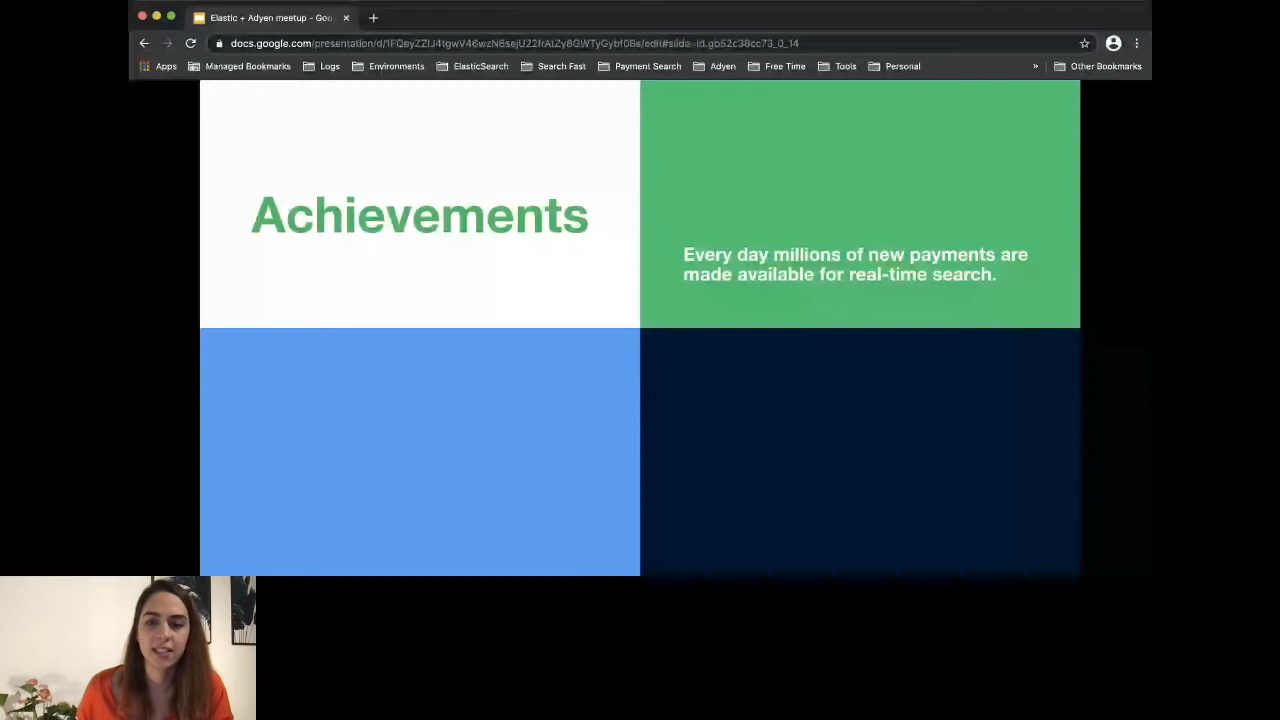 Elastic + Adyen meetup - Goo
docs.google.com
Apps Managed Bookmarks Logs Environments ElasticSearch Search Fast Payment Search Adyen Free Time Tools Personal » Other Bookmarks
Achievements
Every day millions of new payments are
made available for real-time search.